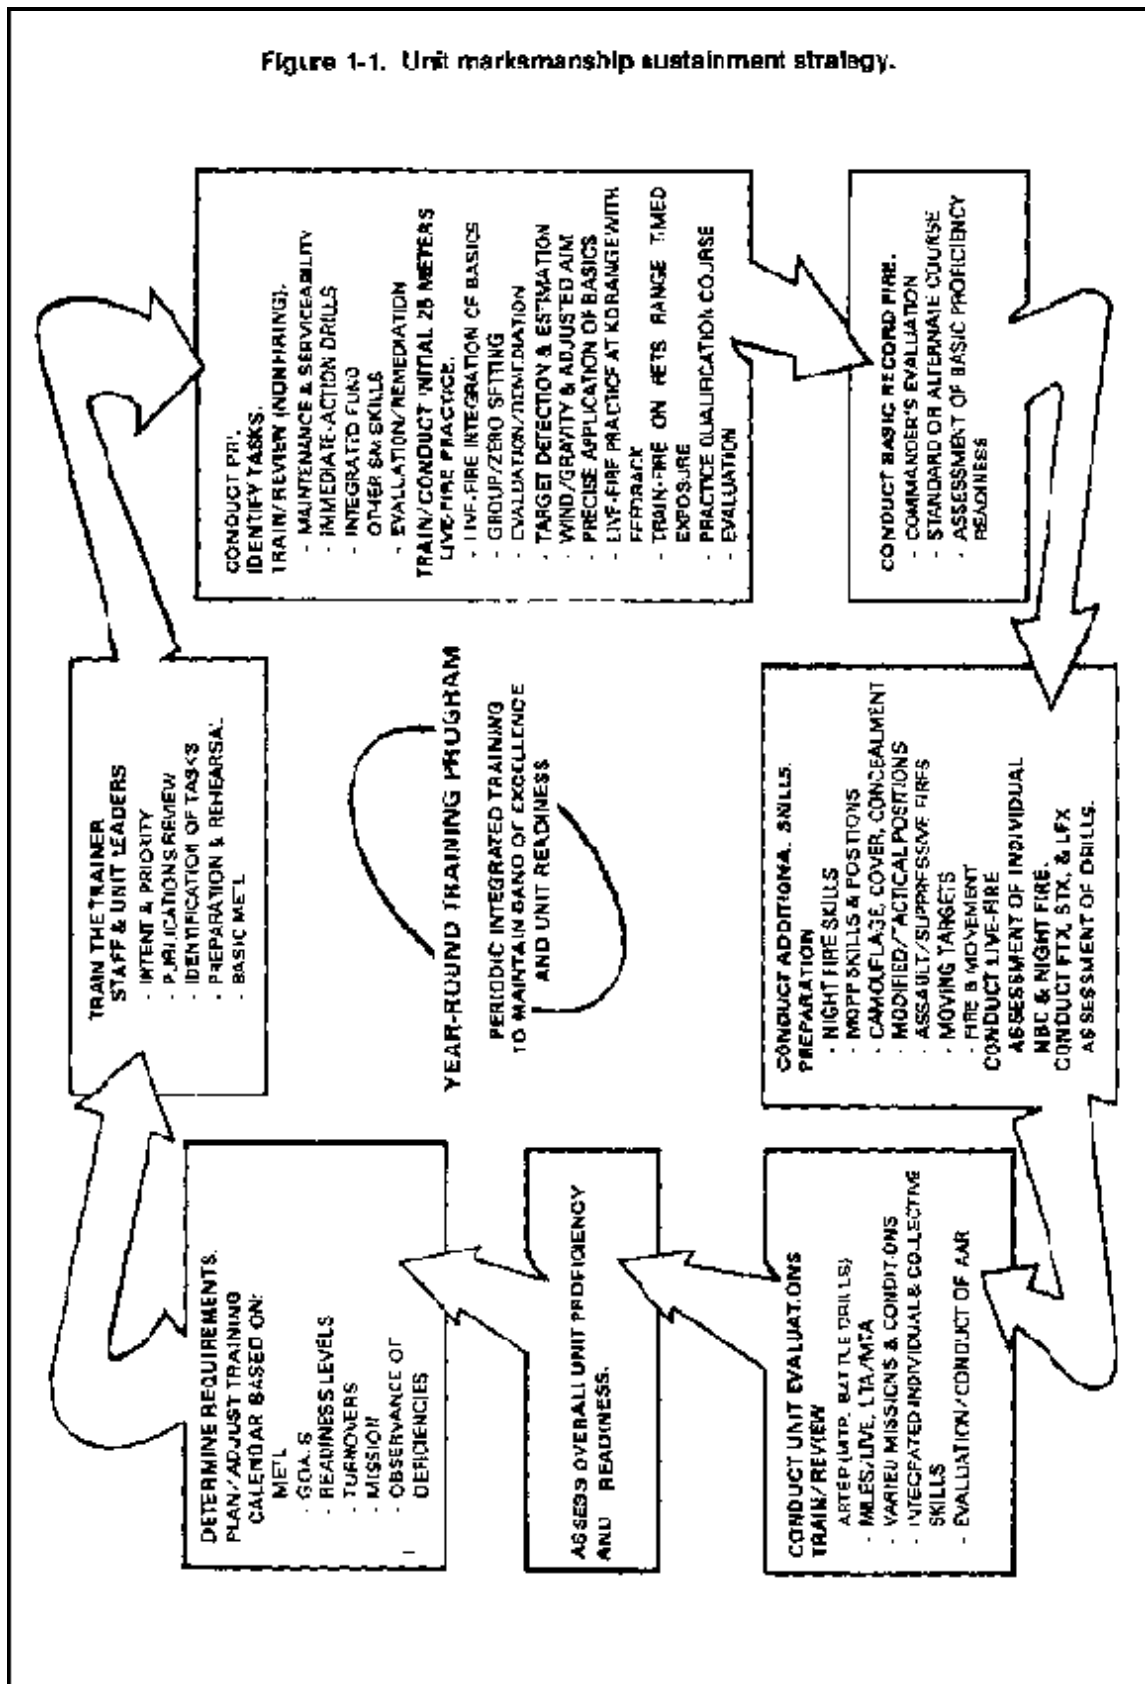 Figure 1-1. Unit marksmanship sustainment strategy.
DETERMINE REQUIREMENTS.
PLAN/ADJUST TRAINING
CALENDAR BASED ON:
METL
- GOALS
- READINESS LEVELS
- TURNOVERS
- MISSION
- OBSERVANCE OF
DEFICIENCIES
TRAIN THE TRAINER
STAFF & UNIT LEADERS
- INTENT & PRIORITY
- PUBLICATIONS REVIEW
- IDENTIFICATION OF TASKS
- PREPARATION & REHEARSAL
- BASIC METL
CONDUCT PRI.
IDENTIFY TASKS.
TRAIN/REVIEW (NONFIRING).
- MAINTENANCE & SERVICEABILITY
- IMMEDIATE-ACTION DRILLS
- INTEGRATED FUND
OTHER SM SKILLS
- EVALUATION/REMEDIATION
TRAIN/CONDUCT INITIAL 25 METERS
LIVE-FIRE PRACTICE.
- LIVE-FIRE INTEGRATION OF BASICS
- GROUP/ZERO SETTING
- EVALUATION/REMEDIATION
- TARGET DETECTION & ESTIMATION
- WIND/GRAVITY & ADJUSTED AIM
- PRECISE APPLICATION OF BASICS
- LIVE-FIRE PRACTICE AT KD RANGE WITH
FEEDBACK
- TRAIN-FIRE ON RETS RANGE TIMED
EXPOSURE
- PRACTICE QUALIFICATION COURSE
- EVALUATION
CONDUCT BASIC RECORD FIRE.
- COMMANDER'S EVALUATION
- STANDARD OR ALTERNATE COURSE
- ASSESSMENT OF BASIC PROFICIENCY
READINESS
CONDUCT ADDITIONAL SKILLS.
PREPARATION
- NIGHT FIRE SKILLS
- MOPP SKILLS & POSITIONS
- CAMOUFLAGE, COVER, CONCEALMENT
- MODIFIED/TACTICAL POSITIONS
- ASSAULT/SUPPRESSIVE FIRES
- MOVING TARGETS
- FIRE & MOVEMENT
CONDUCT LIVE-FIRE
ASSESSMENT OF INDIVIDUAL
NBC & NIGHT FIRE.
CONDUCT FTX, STX, & LFX
ASSESSMENT OF DRILLS.
CONDUCT UNIT EVALUATIONS
TRAIN/REVIEW
ARTEP (MTP, BATTLE DRILLS)
- MILES/LIVE, LTA/MTA
- VARIED MISSIONS & CONDITIONS
- INTEGRATED INDIVIDUAL & COLLECTIVE
SKILLS
- EVALUATION/CONDUCT OF AAR
ASSESS OVERALL UNIT PROFICIENCY
AND READINESS.
YEAR-ROUND TRAINING PROGRAM
PERIODIC INTEGRATED TRAINING
TO MAINTAIN BAND OF EXCELLENCE
AND UNIT READINESS